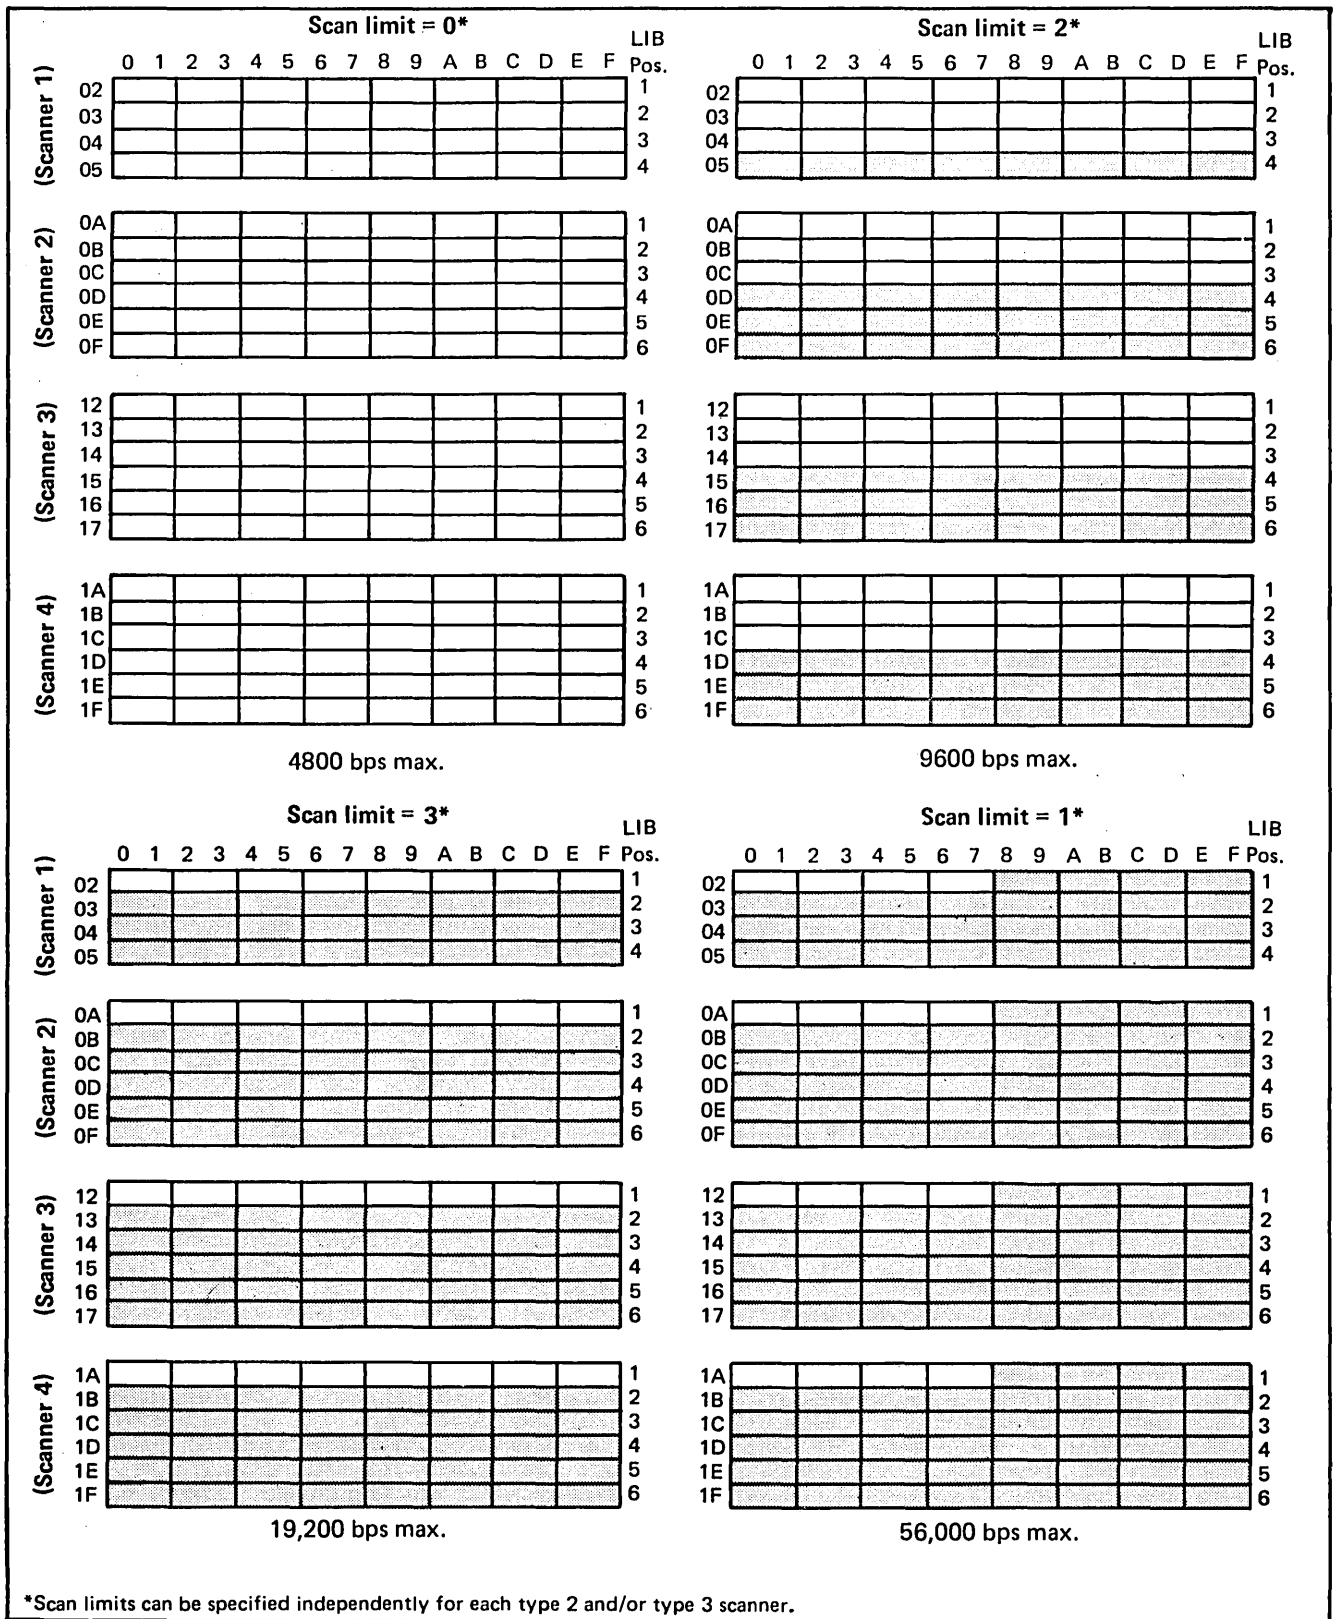 Scan limit = 0*
LIB
0 1 2 3 4 5 6 7 8 9 A B C D E F Pos.
(Scanner 1)
02 1
03 2
04 3
05 4
(Scanner 2)
0A 1
0B 2
0C 3
0D 4
0E 5
0F 6
(Scanner 3)
12 1
13 2
14 3
15 4
16 5
17 6
(Scanner 4)
1A 1
1B 2
1C 3
1D 4
1E 5
1F 6
4800 bps max.
Scan limit = 2*
LIB
0 1 2 3 4 5 6 7 8 9 A B C D E F Pos.
02 1
03 2
04 3
05 4
0A 1
0B 2
0C 3
0D 4
0E 5
0F 6
12 1
13 2
14 3
15 4
16 5
17 6
1A 1
1B 2
1C 3
1D 4
1E 5
1F 6
9600 bps max.
Scan limit = 3*
LIB
0 1 2 3 4 5 6 7 8 9 A B C D E F Pos.
(Scanner 1)
02 1
03 2
04 3
05 4
(Scanner 2)
0A 1
0B 2
0C 3
0D 4
0E 5
0F 6
(Scanner 3)
12 1
13 2
14 3
15 4
16 5
17 6
(Scanner 4)
1A 1
1B 2
1C 3
1D 4
1E 5
1F 6
19,200 bps max.
Scan limit = 1*
LIB
0 1 2 3 4 5 6 7 8 9 A B C D E F Pos.
02 1
03 2
04 3
05 4
0A 1
0B 2
0C 3
0D 4
0E 5
0F 6
12 1
13 2
14 3
15 4
16 5
17 6
1A 1
1B 2
1C 3
1D 4
1E 5
1F 6
56,000 bps max.
*Scan limits can be specified independently for each type 2 and/or type 3 scanner.